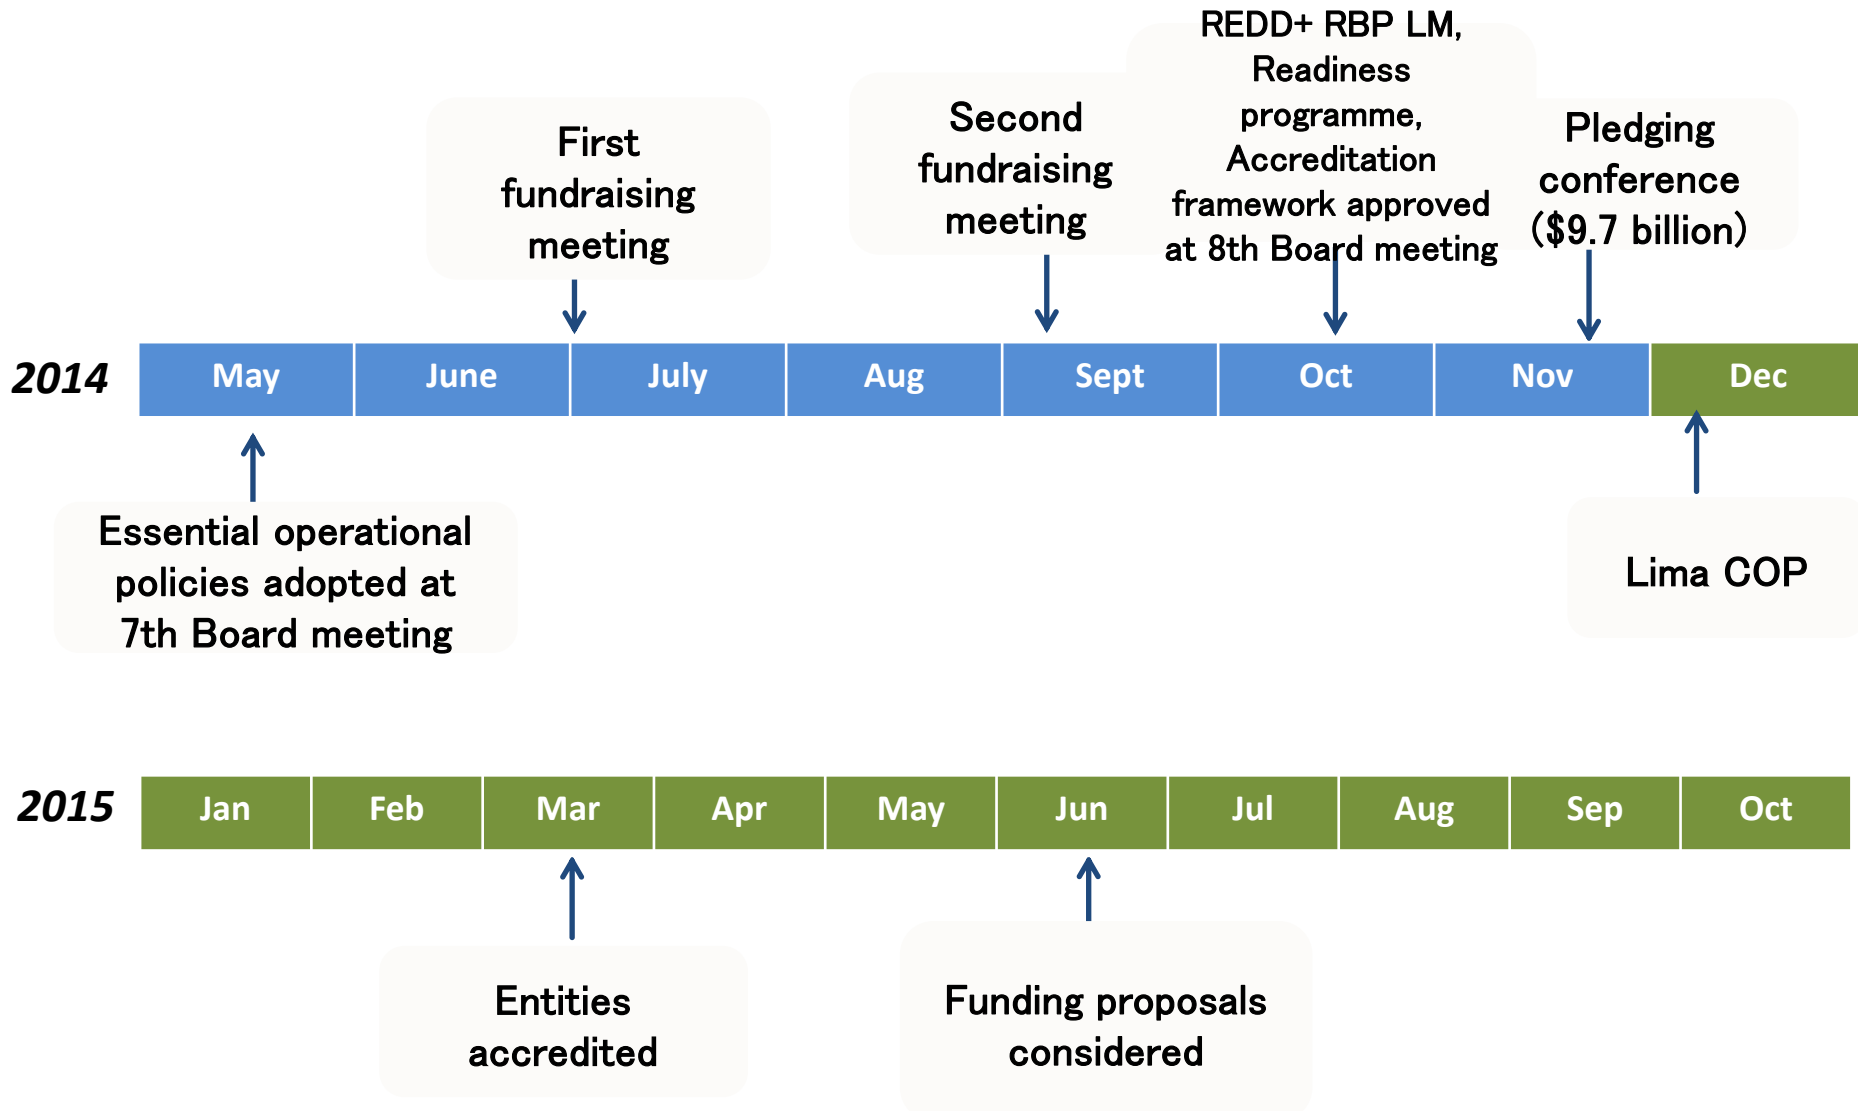 First
fundraising
meeting
Second
fundraising
meeting
REDD+ RBP LM,
Readiness
programme,
Accreditation
framework approved
at 8th Board meeting
Pledging
conference
($9.7 billion)
2014
May
June
July
Aug
Sept
Oct
Nov
Dec
Essential operational
policies adopted at
7th Board meeting
Lima COP
2015
Jan
Feb
Mar
Apr
May
Jun
Jul
Aug
Sep
Oct
Entities
accredited
Funding proposals
considered